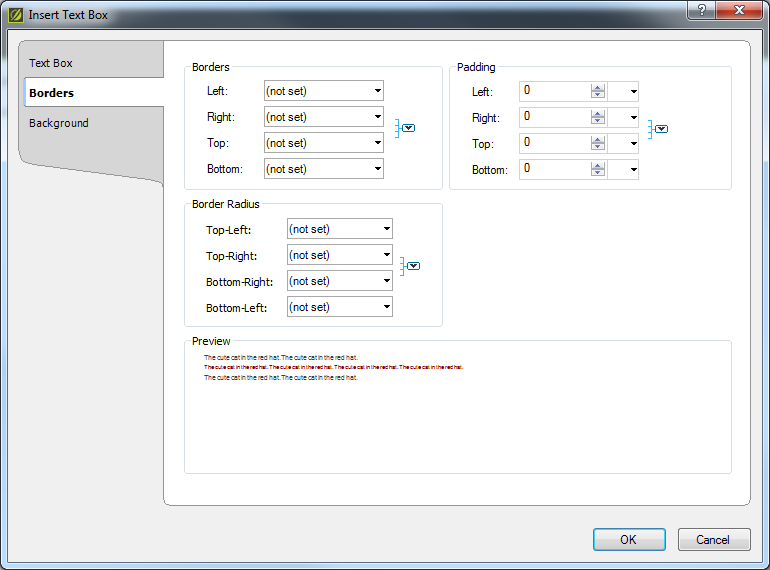 Insert Text Box
?
Text Box
Borders
Background
Borders
Left: (not set)
Right: (not set)
Top: (not set)
Bottom: (not set)
Padding
Left: 0
Right: 0
Top: 0
Bottom: 0
Border Radius
Top-Left: (not set)
Top-Right: (not set)
Bottom-Right: (not set)
Bottom-Left: (not set)
Preview
The cute cat in the red hat. The cute cat in the red hat.
The cute cat in the red hat. The cute cat in the red hat. The cute cat in the red hat. The cute cat in the red hat.
The cute cat in the red hat. The cute cat in the red hat.
OK
Cancel